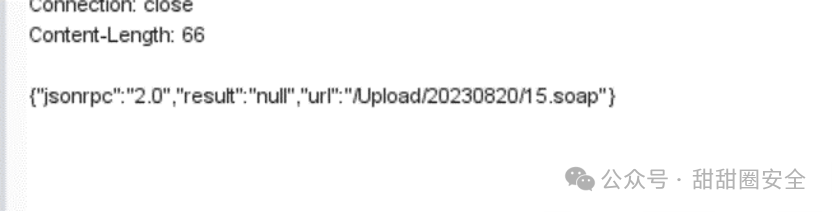 Connection: close
Content-Length: 66
{"jsonrpc":"2.0","result":"null","url":"/Upload/20230820/15.soap"}
公众号 · 甜甜圈安全